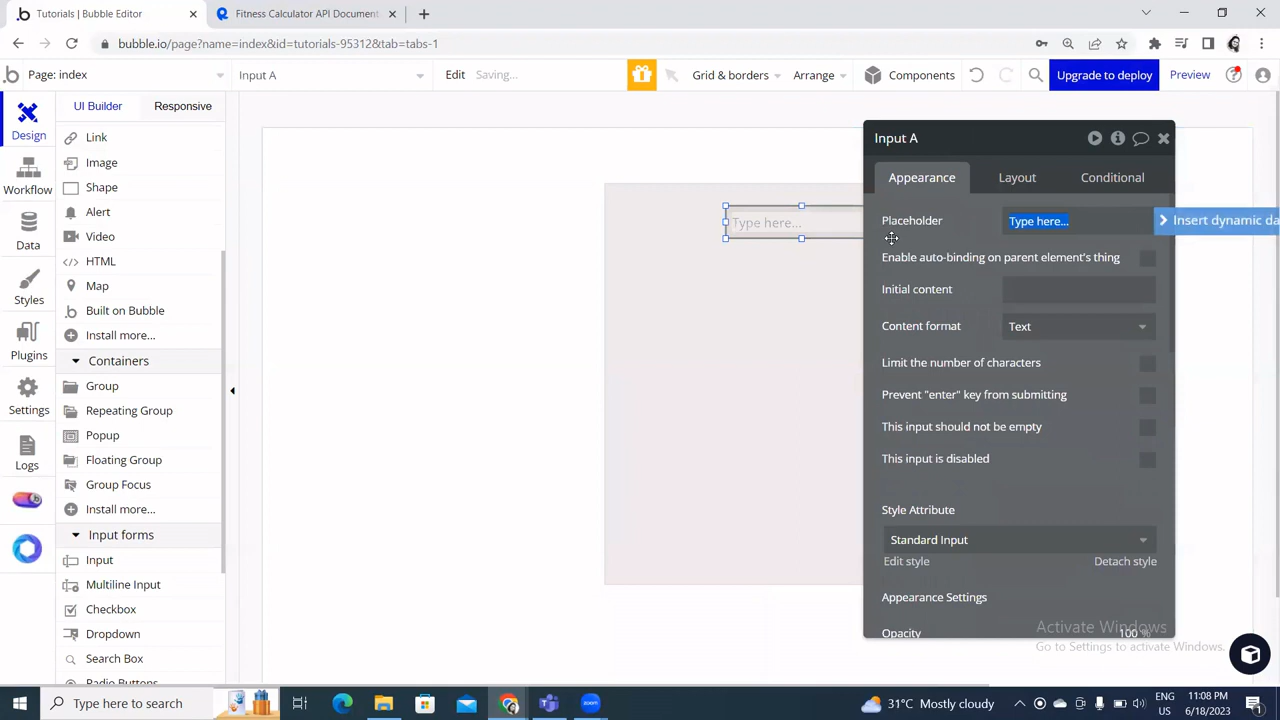 Tutorials | Bubble Editor
Fitness Calculator API Document
bubble.io/page?name=index&id=tutorials-95312&tab=tabs-1
Page: index
Input A
Edit
Saving...
Grid & borders
Arrange
Components
Upgrade to deploy
Preview
UI Builder
Responsive
Design
Workflow
Data
Styles
Plugins
Settings
Logs
Link
Image
Shape
Alert
Video
HTML
Map
Built on Bubble
Install more...
Containers
Group
Repeating Group
Popup
Floating Group
Group Focus
Install more...
Input forms
Input
Multiline Input
Checkbox
Dropdown
Search Box
Radio Buttons
Type here...
Input A
Appearance
Layout
Conditional
Placeholder
Type here...
Insert dynamic da
Enable auto-binding on parent element's thing
Initial content
Content format
Text
Limit the number of characters
Prevent "enter" key from submitting
This input should not be empty
This input is disabled
Style Attribute
Standard Input
Edit style
Detach style
Appearance Settings
Opacity
100 %
Activate Windows
Go to Settings to activate Windows.
Type here to search
31°C Mostly cloudy
ENG
US
11:08 PM
6/18/2023
1